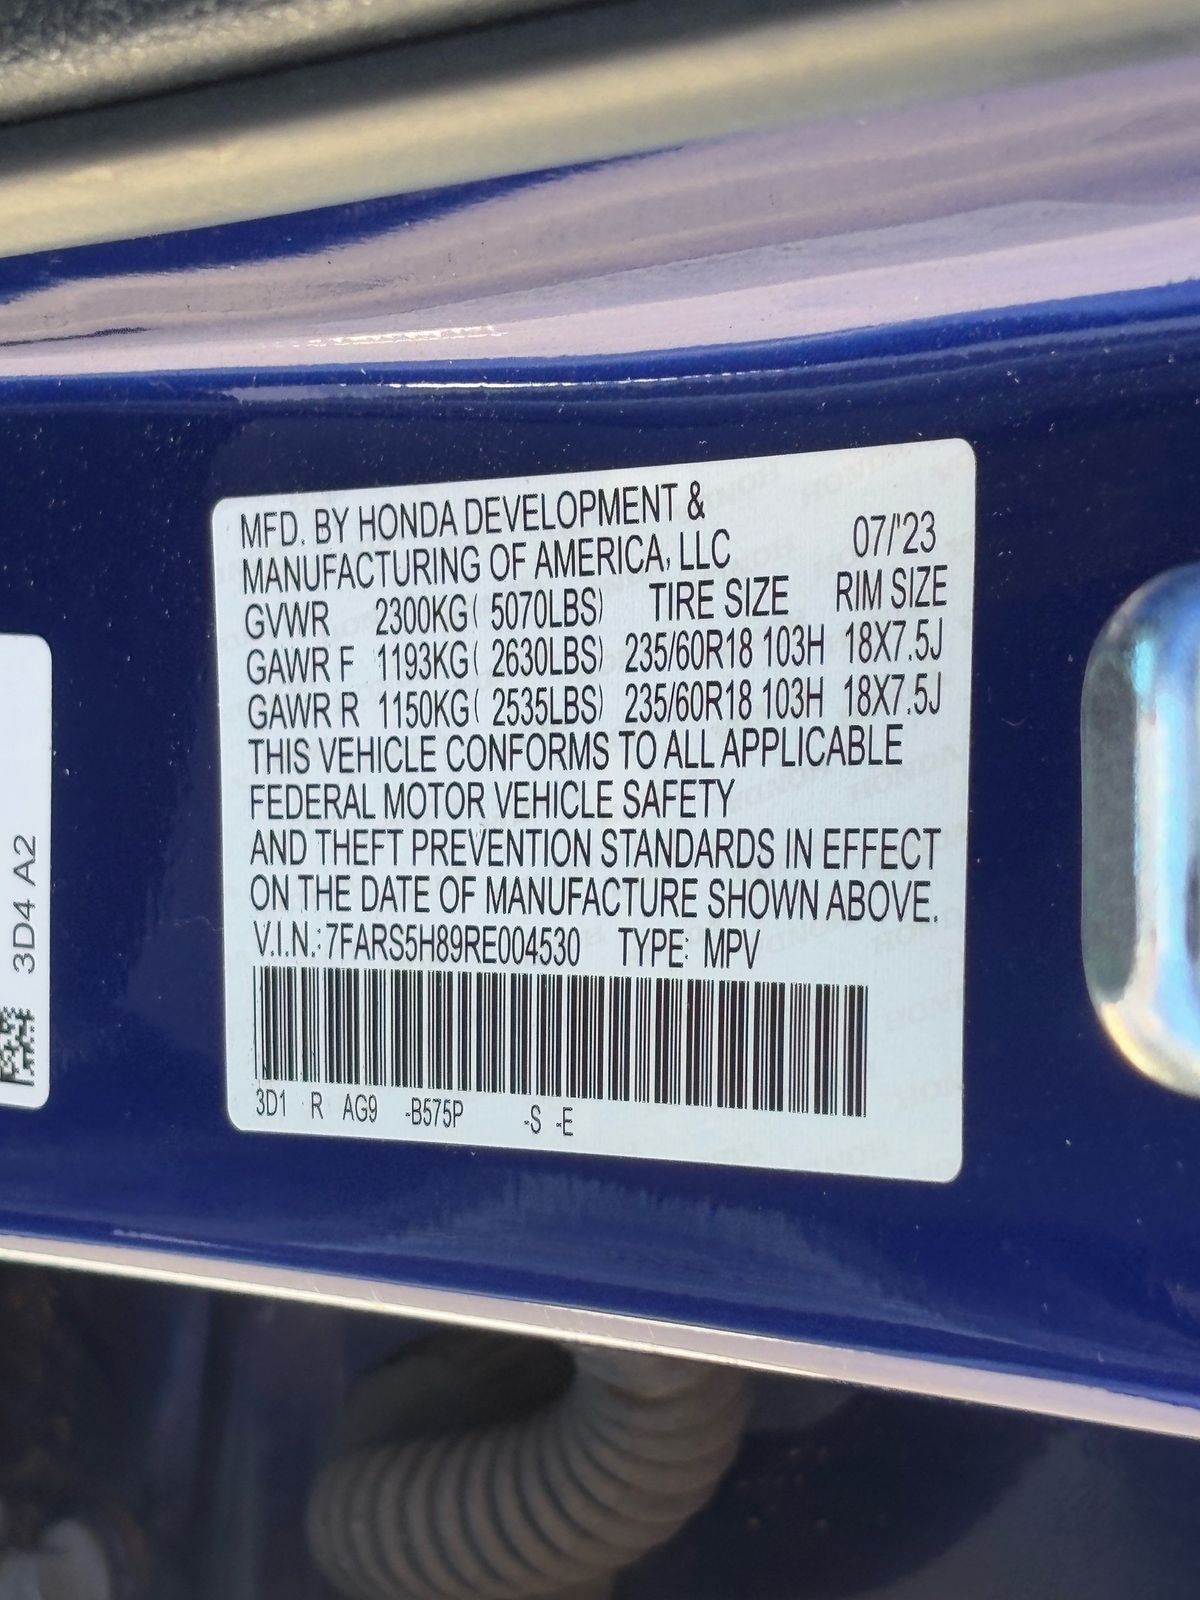 MFD. BY HONDA DEVELOPMENT &
MANUFACTURING OF AMERICA, LLC 07/'23
GVWR 2300KG( 5070LBS) TIRE SIZE RIM SIZE
GAWR F 1193KG( 2630LBS) 235/60R18 103H 18X7.5J
GAWR R 1150KG( 2535LBS) 235/60R18 103H 18X7.5J
THIS VEHICLE CONFORMS TO ALL APPLICABLE
FEDERAL MOTOR VEHICLE SAFETY
AND THEFT PREVENTION STANDARDS IN EFFECT
ON THE DATE OF MANUFACTURE SHOWN ABOVE.
V.I.N.: 7FARS5H89RE004530 TYPE: MPV
3D1 R AG9 -B575P -S -E
3D4 A2